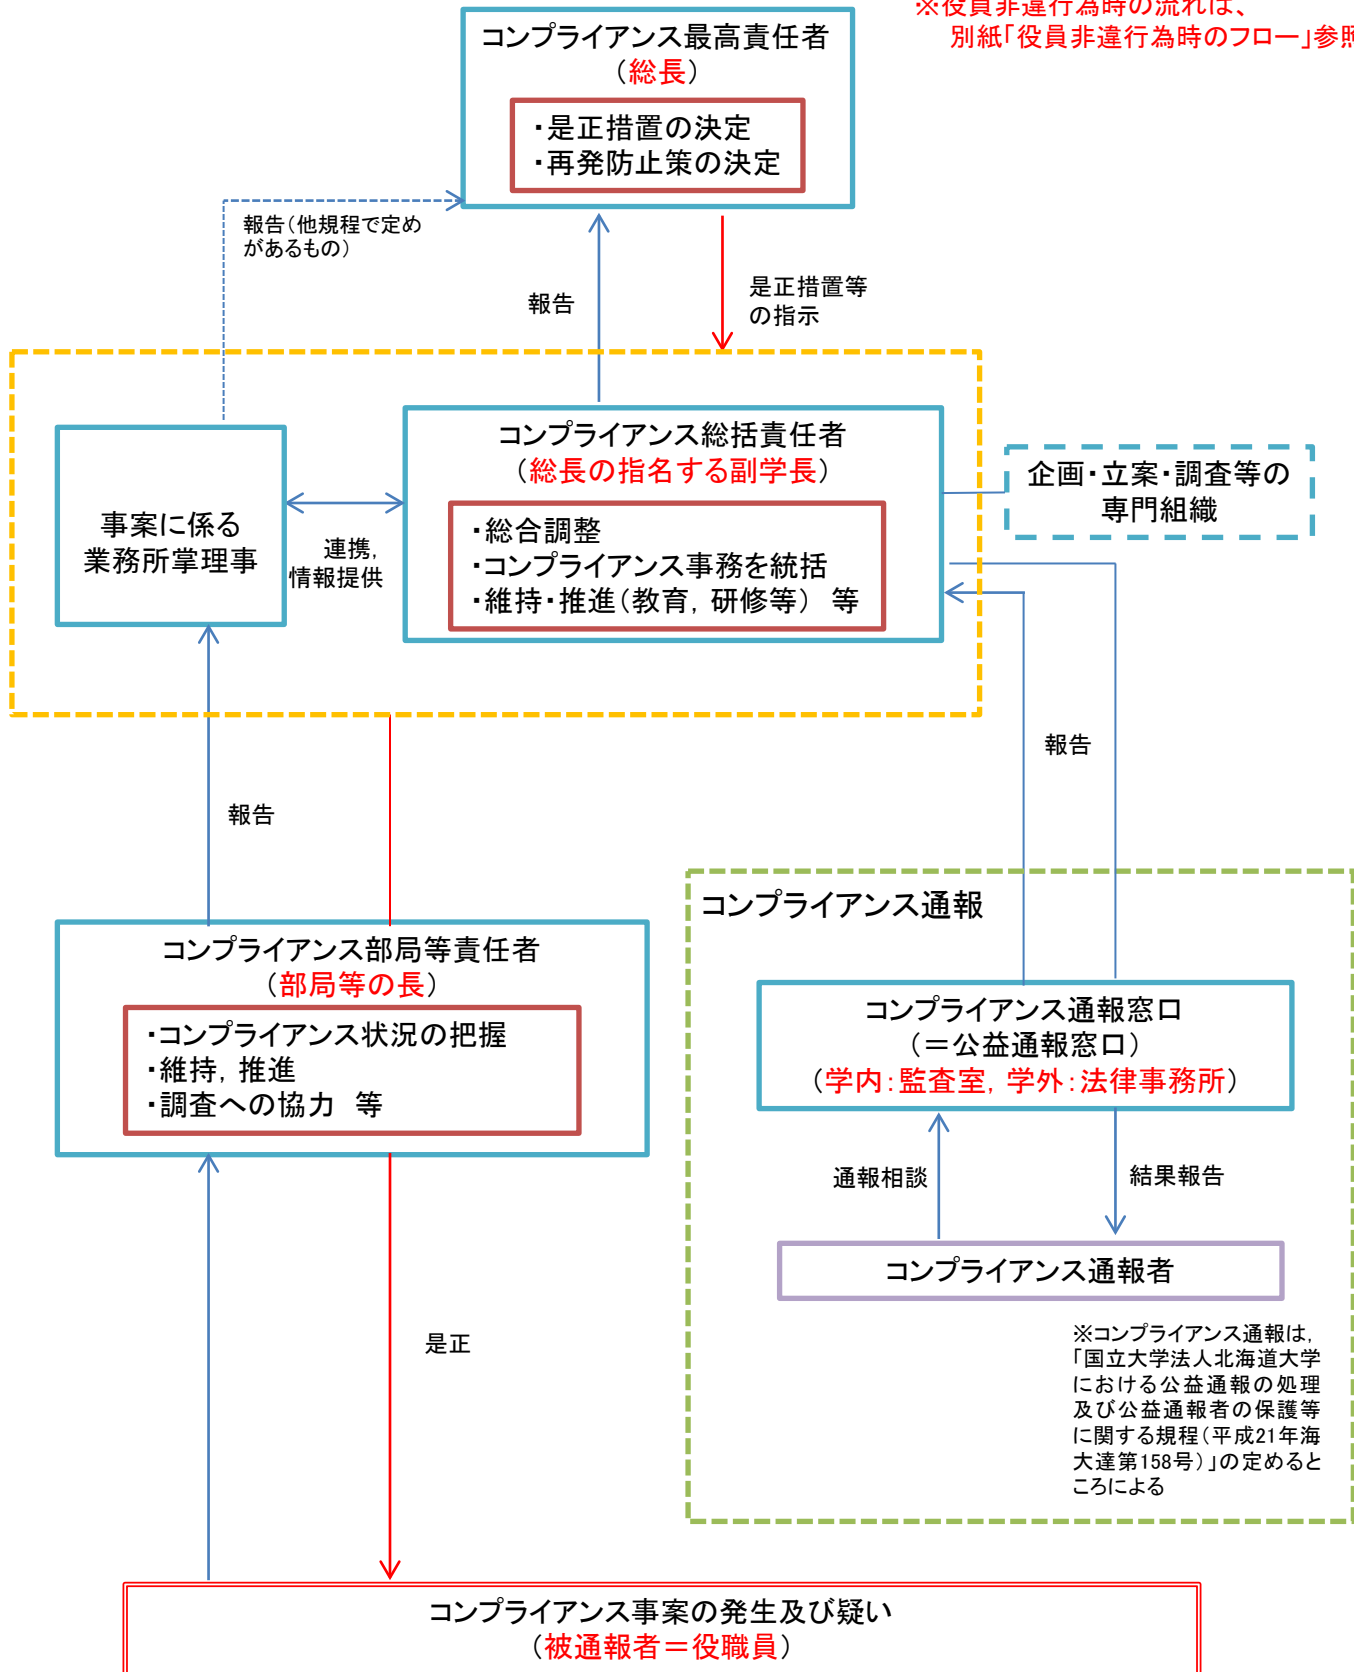 ※役員非違行為時の流れは、
別紙「役員非違行為時のフロー」参照
コンプライアンス最高責任者
（総長）
・是正措置の決定
・再発防止策の決定
報告（他規程で定め
があるもの）
報告
是正措置等
の指示
事案に係る
業務所掌理事
連携,
情報提供
コンプライアンス総括責任者
（総長の指名する副学長）
・総合調整
・コンプライアンス事務を統括
・維持・推進（教育, 研修等） 等
企画・立案・調査等の
専門組織
報告
報告
コンプライアンス部局等責任者
（部局等の長）
・コンプライアンス状況の把握
・維持, 推進
・調査への協力 等
コンプライアンス通報
コンプライアンス通報窓口
（＝公益通報窓口）
（学内：監査室, 学外：法律事務所）
通報相談
結果報告
コンプライアンス通報者
※コンプライアンス通報は,
「国立大学法人北海道大学
における公益通報の処理
及び公益通報者の保護等
に関する規程（平成21年海
大達第158号）」の定めると
ころによる
是正
コンプライアンス事案の発生及び疑い
（被通報者＝役職員）